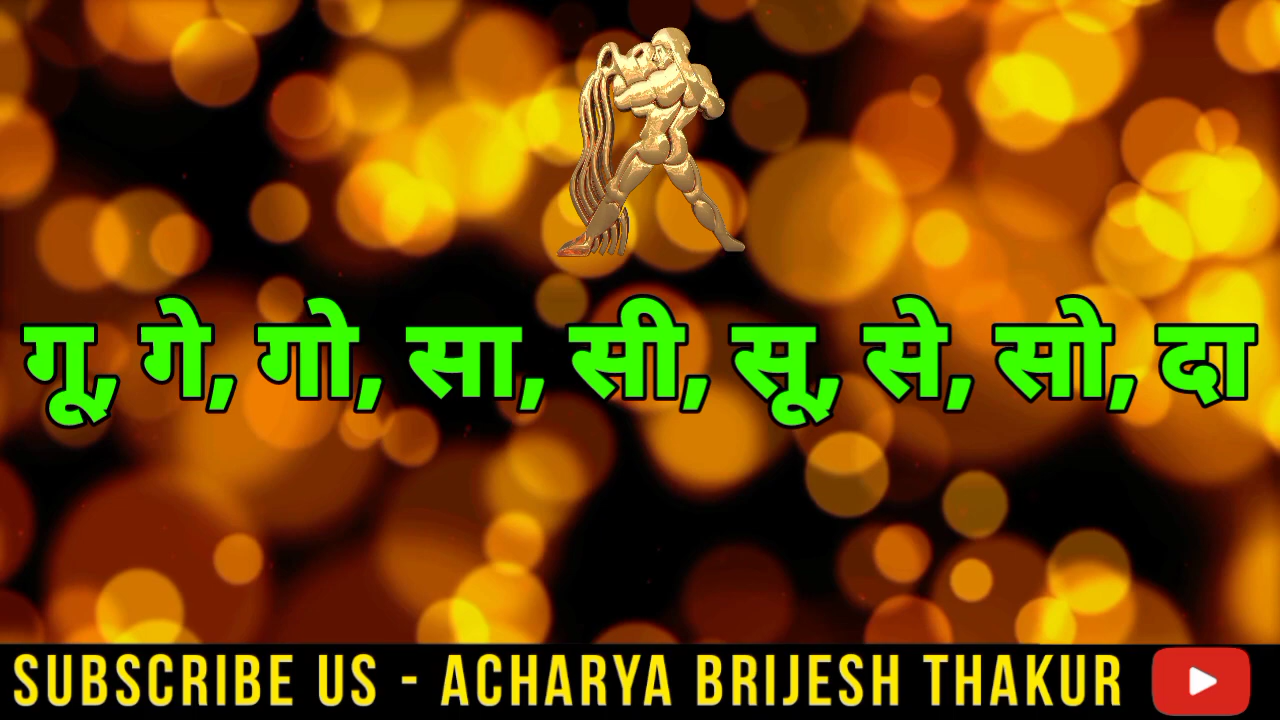 गू, गे, गो, सा, सी, सू, से, सो, दा
SUBSCRIBE US - ACHARYA BRIJESH THAKUR